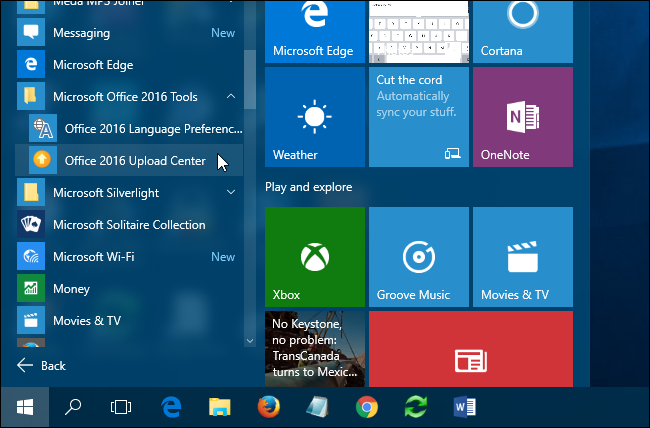 Meda MP3 Joiner
Messaging
New
Microsoft Edge
Microsoft Office 2016 Tools
Office 2016 Language Preferenc...
Office 2016 Upload Center
Microsoft Silverlight
Microsoft Solitaire Collection
Microsoft Wi-Fi
New
Money
Movies & TV
Back
Microsoft Edge
Cortana
Weather
Cut the cord
Automatically
sync your stuff.
OneNote
Play and explore
Xbox
Groove Music
Movies & TV
No Keystone,
no problem:
TransCanada
turns to Mexic...